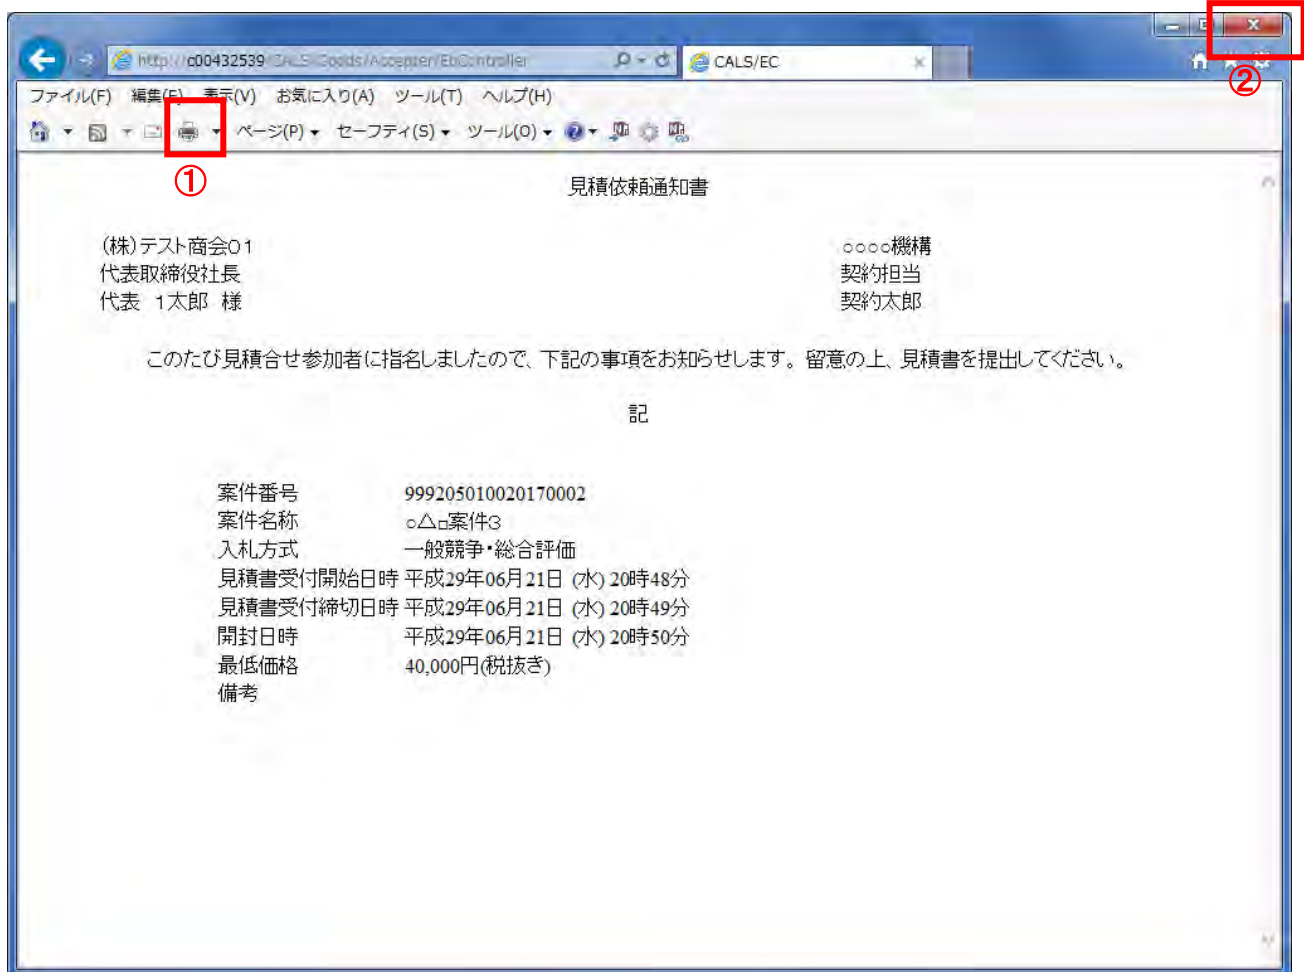 http://c00432539/CALS/Goods/Accepter/EbController
CALS/EC
②
ファイル(F) 編集(E) 表示(V) お気に入り(A) ツール(T) ヘルプ(H)
ページ(P) セーフティ(S) ツール(O)
①
見積依頼通知書
(株)テスト商会01
○○○○機構
代表取締役社長
契約担当
代表 1太郎 様
契約太郎
このたび見積合せ参加者に指名しましたので、下記の事項をお知らせします。留意の上、見積書を提出してください。
記
案件番号 999205010020170002
案件名称 ○△□案件3
入札方式 一般競争・総合評価
見積書受付開始日時 平成29年06月21日 (水) 20時48分
見積書受付締切日時 平成29年06月21日 (水) 20時49分
開封日時 平成29年06月21日 (水) 20時50分
最低価格 40,000円(税抜き)
備考